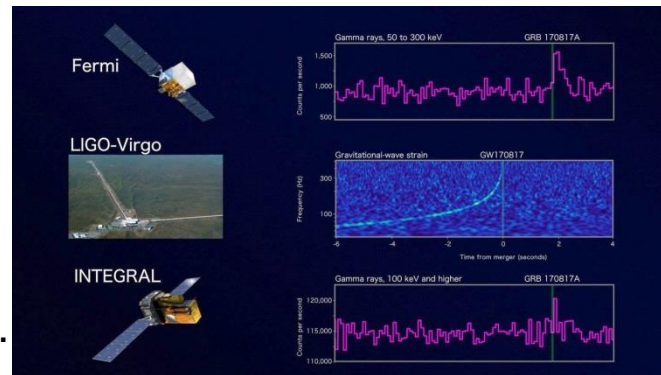 Fermi
Gamma rays, 50 to 300 keV GRB 170817A
Counts per second
1,500
1,000
500
LIGO-Virgo
Gravitational-wave strain GW170817
Frequency (Hz)
300
100
-6 -4 -2 0 2 4
Time from merger (seconds)
INTEGRAL
Gamma rays, 100 keV and higher GRB 170817A
Counts per second
120,000
115,000
110,000
.